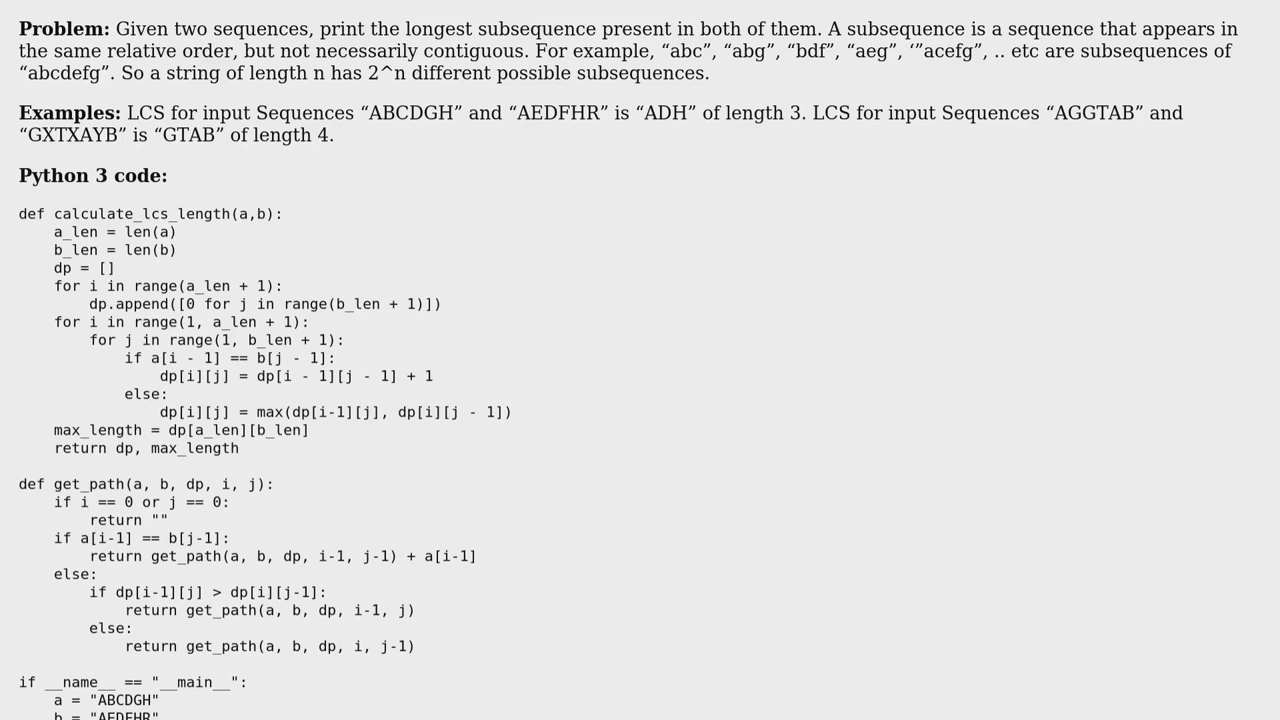 Problem: Given two sequences, print the longest subsequence present in both of them. A subsequence is a sequence that appears in
the same relative order, but not necessarily contiguous. For example, “abc”, “abg”, “bdf”, “aeg”, ‘”acefg”, .. etc are subsequences of
“abcdefg”. So a string of length n has 2^n different possible subsequences.
Examples: LCS for input Sequences “ABCDGH” and “AEDFHR” is “ADH” of length 3. LCS for input Sequences “AGGTAB” and
“GXTXAYB” is “GTAB” of length 4.
Python 3 code:
def calculate_lcs_length(a,b):
    a_len = len(a)
    b_len = len(b)
    dp = []
    for i in range(a_len + 1):
        dp.append([0 for j in range(b_len + 1)])
    for i in range(1, a_len + 1):
        for j in range(1, b_len + 1):
            if a[i - 1] == b[j - 1]:
                dp[i][j] = dp[i - 1][j - 1] + 1
            else:
                dp[i][j] = max(dp[i-1][j], dp[i][j - 1])
    max_length = dp[a_len][b_len]
    return dp, max_length
def get_path(a, b, dp, i, j):
    if i == 0 or j == 0:
        return ""
    if a[i-1] == b[j-1]:
        return get_path(a, b, dp, i-1, j-1) + a[i-1]
    else:
        if dp[i-1][j] > dp[i][j-1]:
            return get_path(a, b, dp, i-1, j)
        else:
            return get_path(a, b, dp, i, j-1)
if __name__ == "__main__":
    a = "ABCDGH"
    b = "AEDFHR"